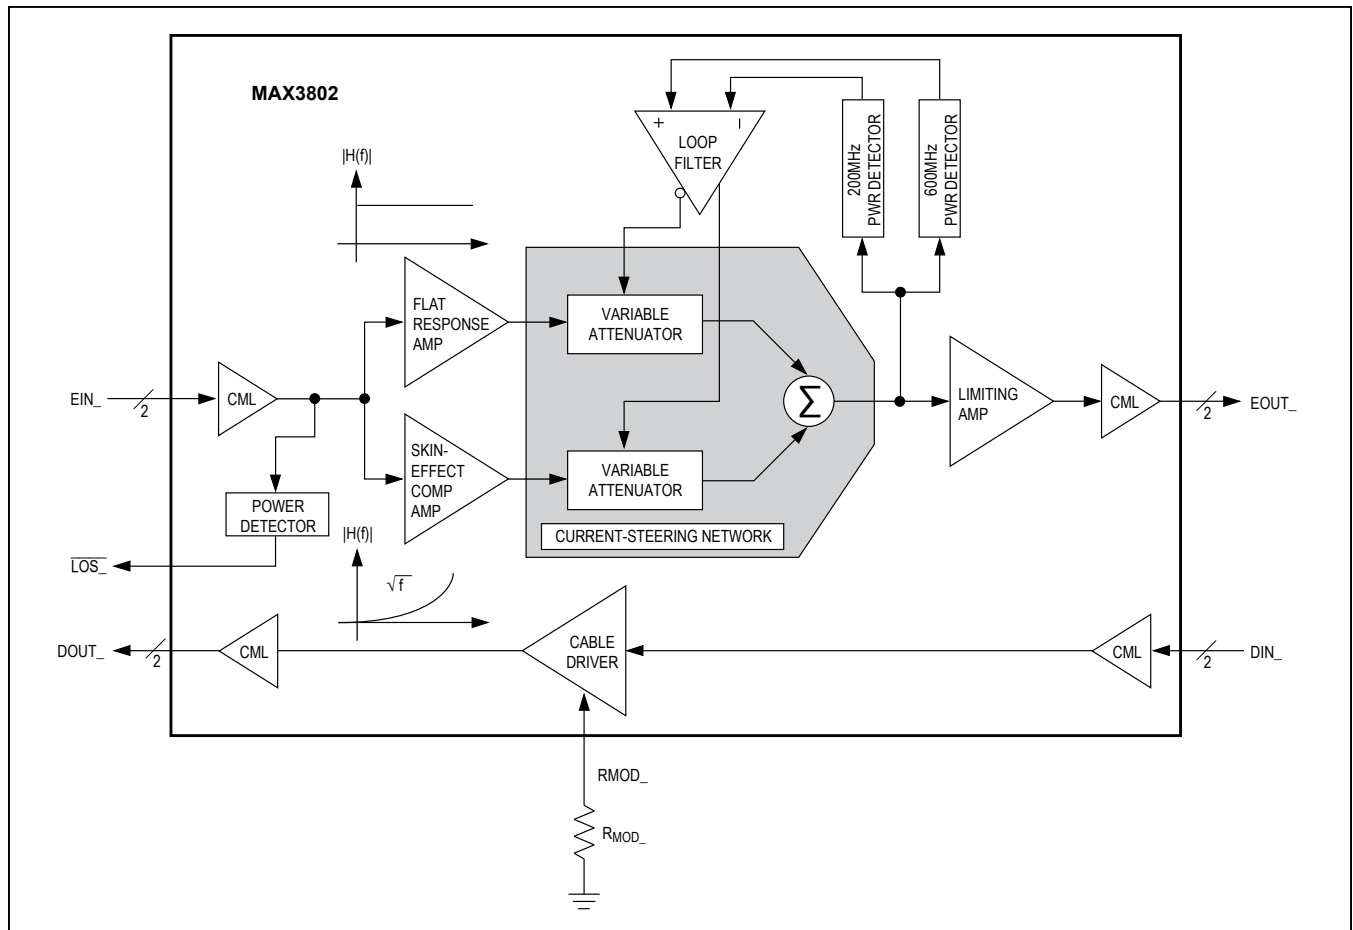 MAX3802
+ −
LOOP
FILTER
200MHz
PWR DETECTOR
600MHz
PWR DETECTOR
|H(f)|
FLAT
RESPONSE
AMP
VARIABLE
ATTENUATOR
EIN_
2
CML
Σ
LIMITING
AMP
CML
2
EOUT_
SKIN-
EFFECT
COMP
AMP
VARIABLE
ATTENUATOR
POWER
DETECTOR
CURRENT-STEERING NETWORK
|H(f)|
LOS_
√f
DOUT_
2
CML
CABLE
DRIVER
CML
2
DIN_
RMOD_
RMOD_